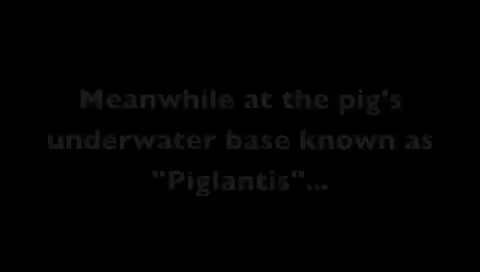 Meanwhile at the pig's
underwater base known as
"Piglantis"...